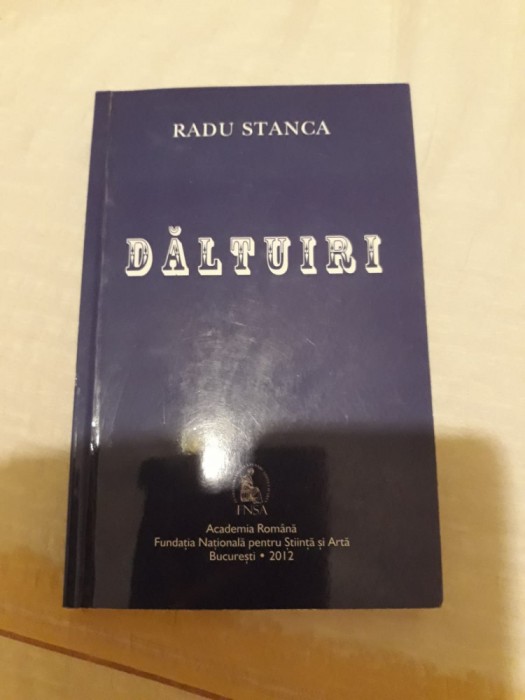 RADU STANCA
DĂLTUIRI
FNSA
Academia Română
Fundația Națională pentru Știință și Artă
București • 2012